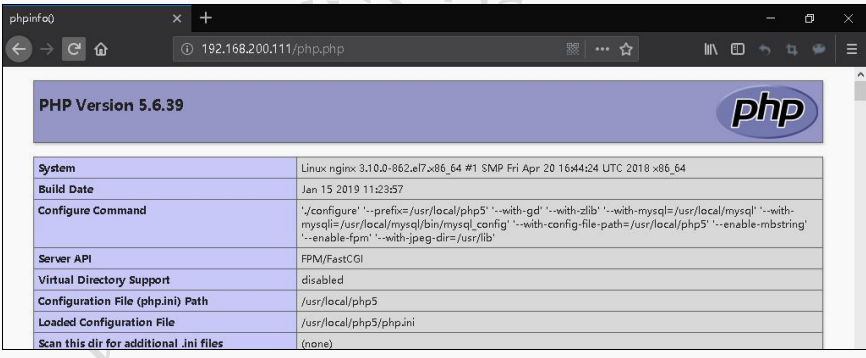 phpinfo()
192.168.200.111/php.php
PHP Version 5.6.39
php
System Linux nginx 3.10.0-862.el7.x86_64 #1 SMP Fri Apr 20 16:44:24 UTC 2018 x86_64
Build Date Jan 15 2019 11:23:57
Configure Command './configure' '--prefix=/usr/local/php5' '--with-gd' '--with-zlib' '--with-mysql=/usr/local/mysql' '--with-
mysqli=/usr/local/mysql/bin/mysql_config' '--with-config-file-path=/usr/local/php5' '--enable-mbstring'
'--enable-fpm' '--with-jpeg-dir=/usr/lib'
Server API FPM/FastCGI
Virtual Directory Support disabled
Configuration File (php.ini) Path /usr/local/php5
Loaded Configuration File /usr/local/php5/php.ini
Scan this dir for additional .ini files (none)